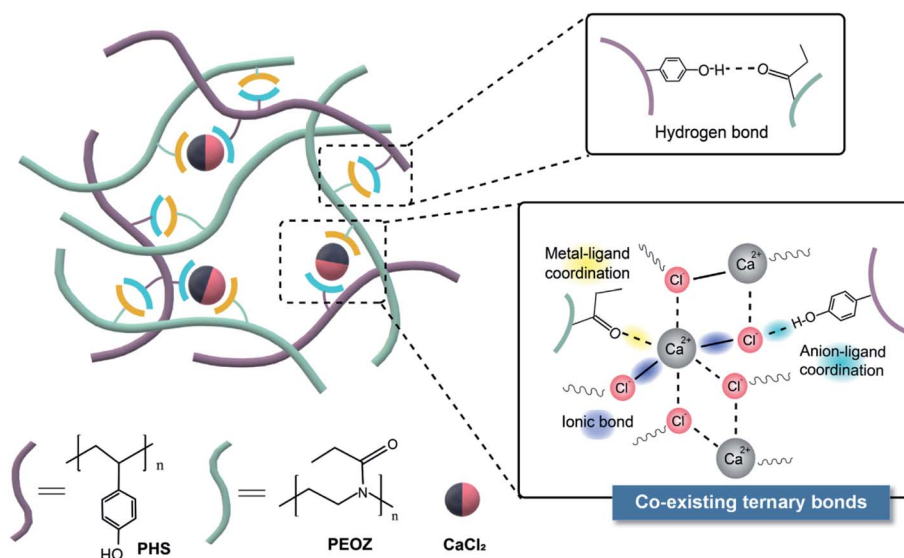 O-H
O
Hydrogen bond
Metal-ligand
coordination
Cl⁻
Ca²⁺
O
Ca²⁺
Cl⁻
H-O
Anion-ligand
coordination
Cl⁻
Cl⁻
Ionic bond
Cl⁻
Ca²⁺
Co-existing ternary bonds
n
HO
PHS
O
N
n
PEOZ
CaCl₂